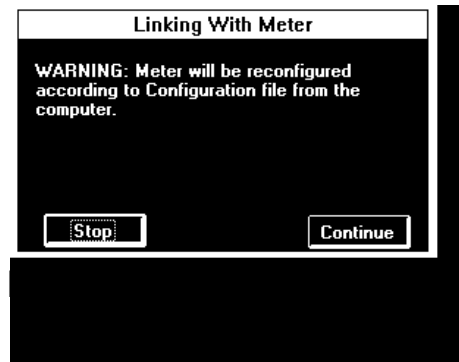 Linking With Meter
WARNING: Meter will be reconfigured
according to Configuration file from the
computer.
Stop
Continue